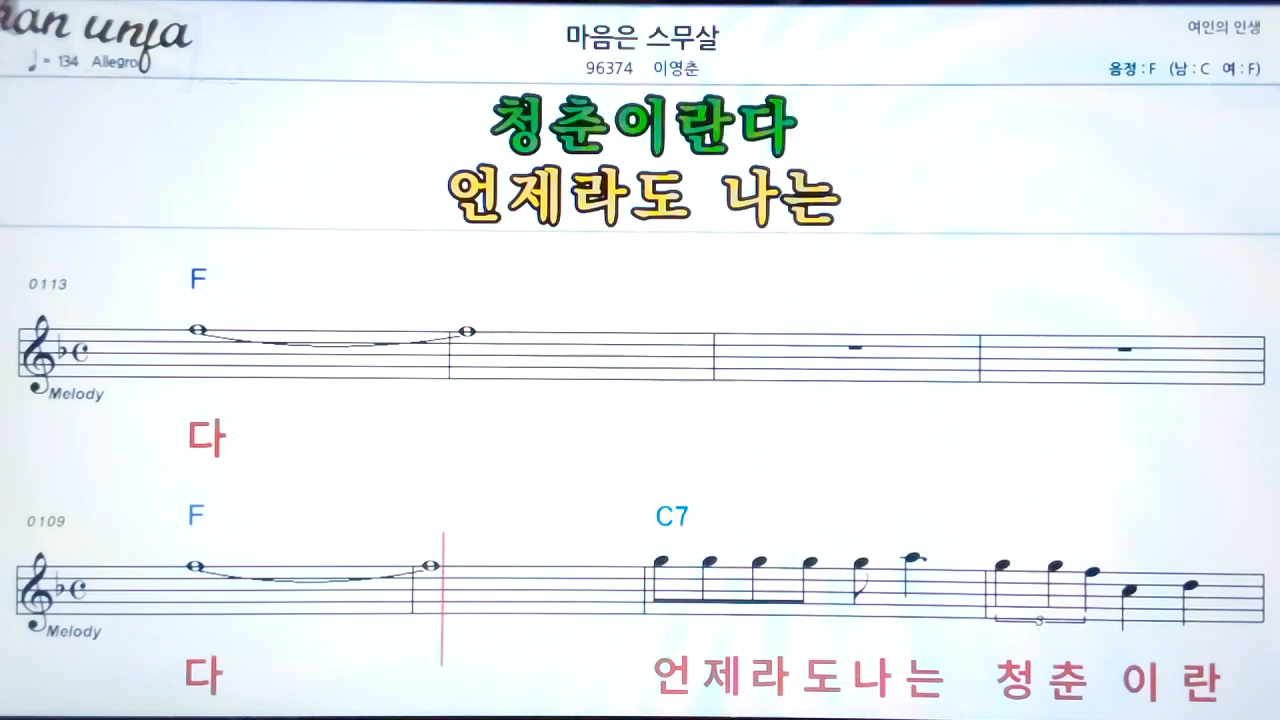 unfa
마음은 스무살
여인의 인생
♩= 134 Allegro
96374 이영춘
음정 : F (남 : C 여 : F)
청춘이란다
언제라도 나는
0113
F
Melody
다
0109
F C7
3
Melody
다 언제라도나는 청춘 이 란